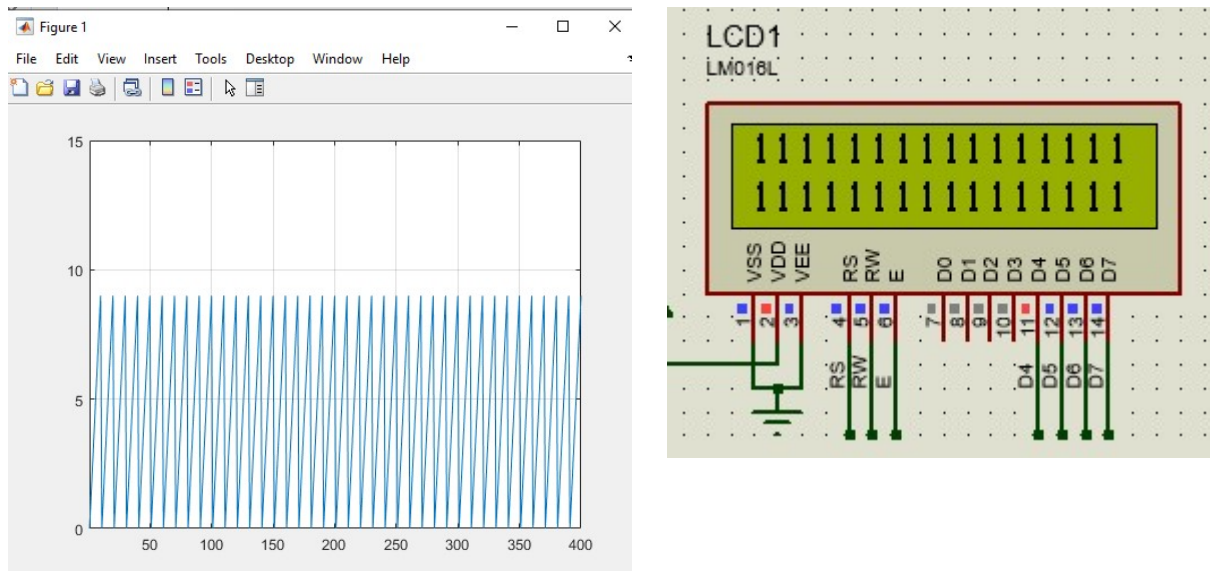 Figure 1
File Edit View Insert Tools Desktop Window Help
15
10
5
0
50 100 150 200 250 300 350 400
LCD1
LM016L
1111111111111111
1111111111111111
VSS VDD VEE RS RW E D0 D1 D2 D3 D4 D5 D6 D7
1 2 3 4 5 6 7 8 9 10 11 12 13 14
RS RW E D4 D5 D6 D7